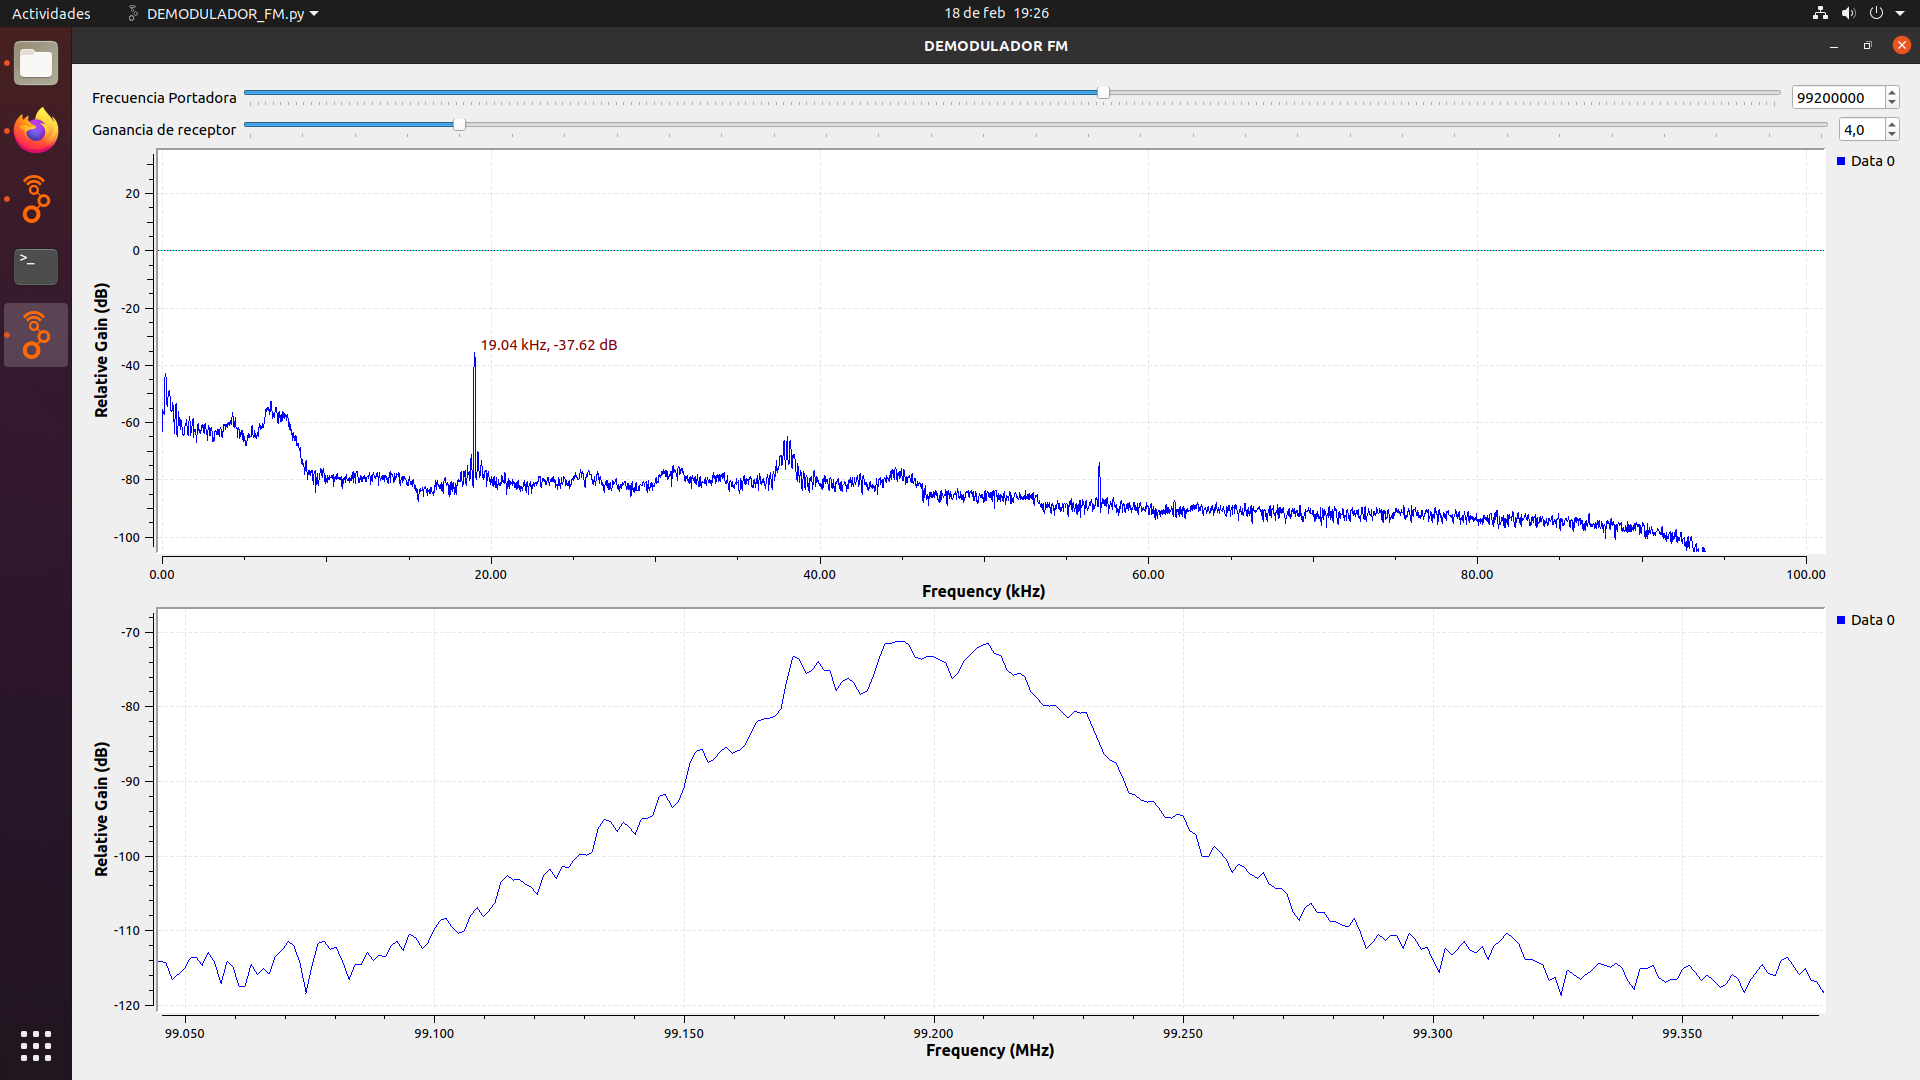 Actividades
DEMODULADOR_FM.py
18 de feb 19:26
DEMODULADOR FM
Frecuencia Portadora
99200000
Ganancia de receptor
4,0
Data 0
20
0
-20
-40
-60
-80
-100
Relative Gain (dB)
19.04 kHz, -37.62 dB
0.00 20.00 40.00 60.00 80.00 100.00
Frequency (kHz)
Data 0
-70
-80
-90
-100
-110
-120
Relative Gain (dB)
99.050 99.100 99.150 99.200 99.250 99.300 99.350
Frequency (MHz)
>_